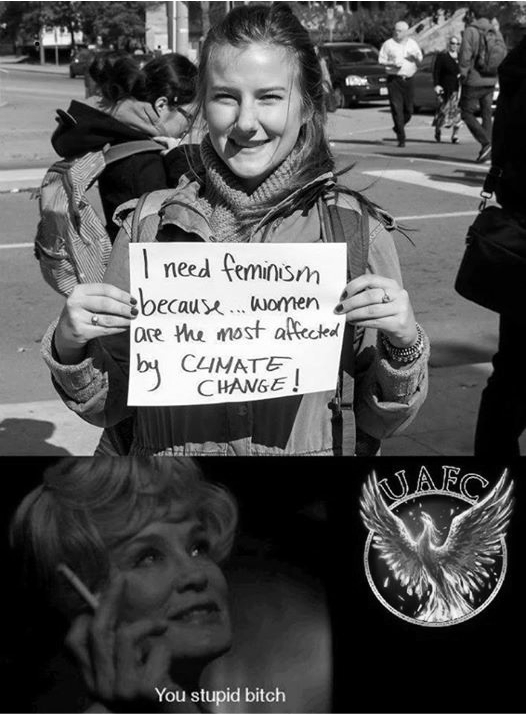 I need feminism
because... women
are the most affected
by CLIMATE
CHANGE!
UAFC
You stupid bitch